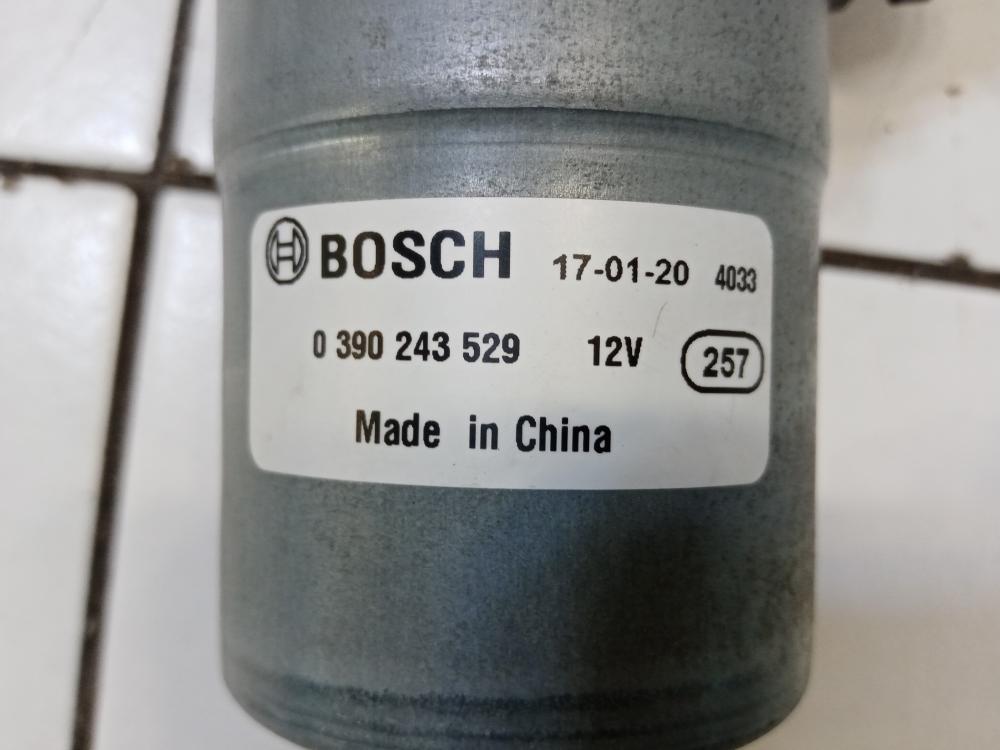 BOSCH 17-01-20 4033
0 390 243 529 12V 257
Made in China